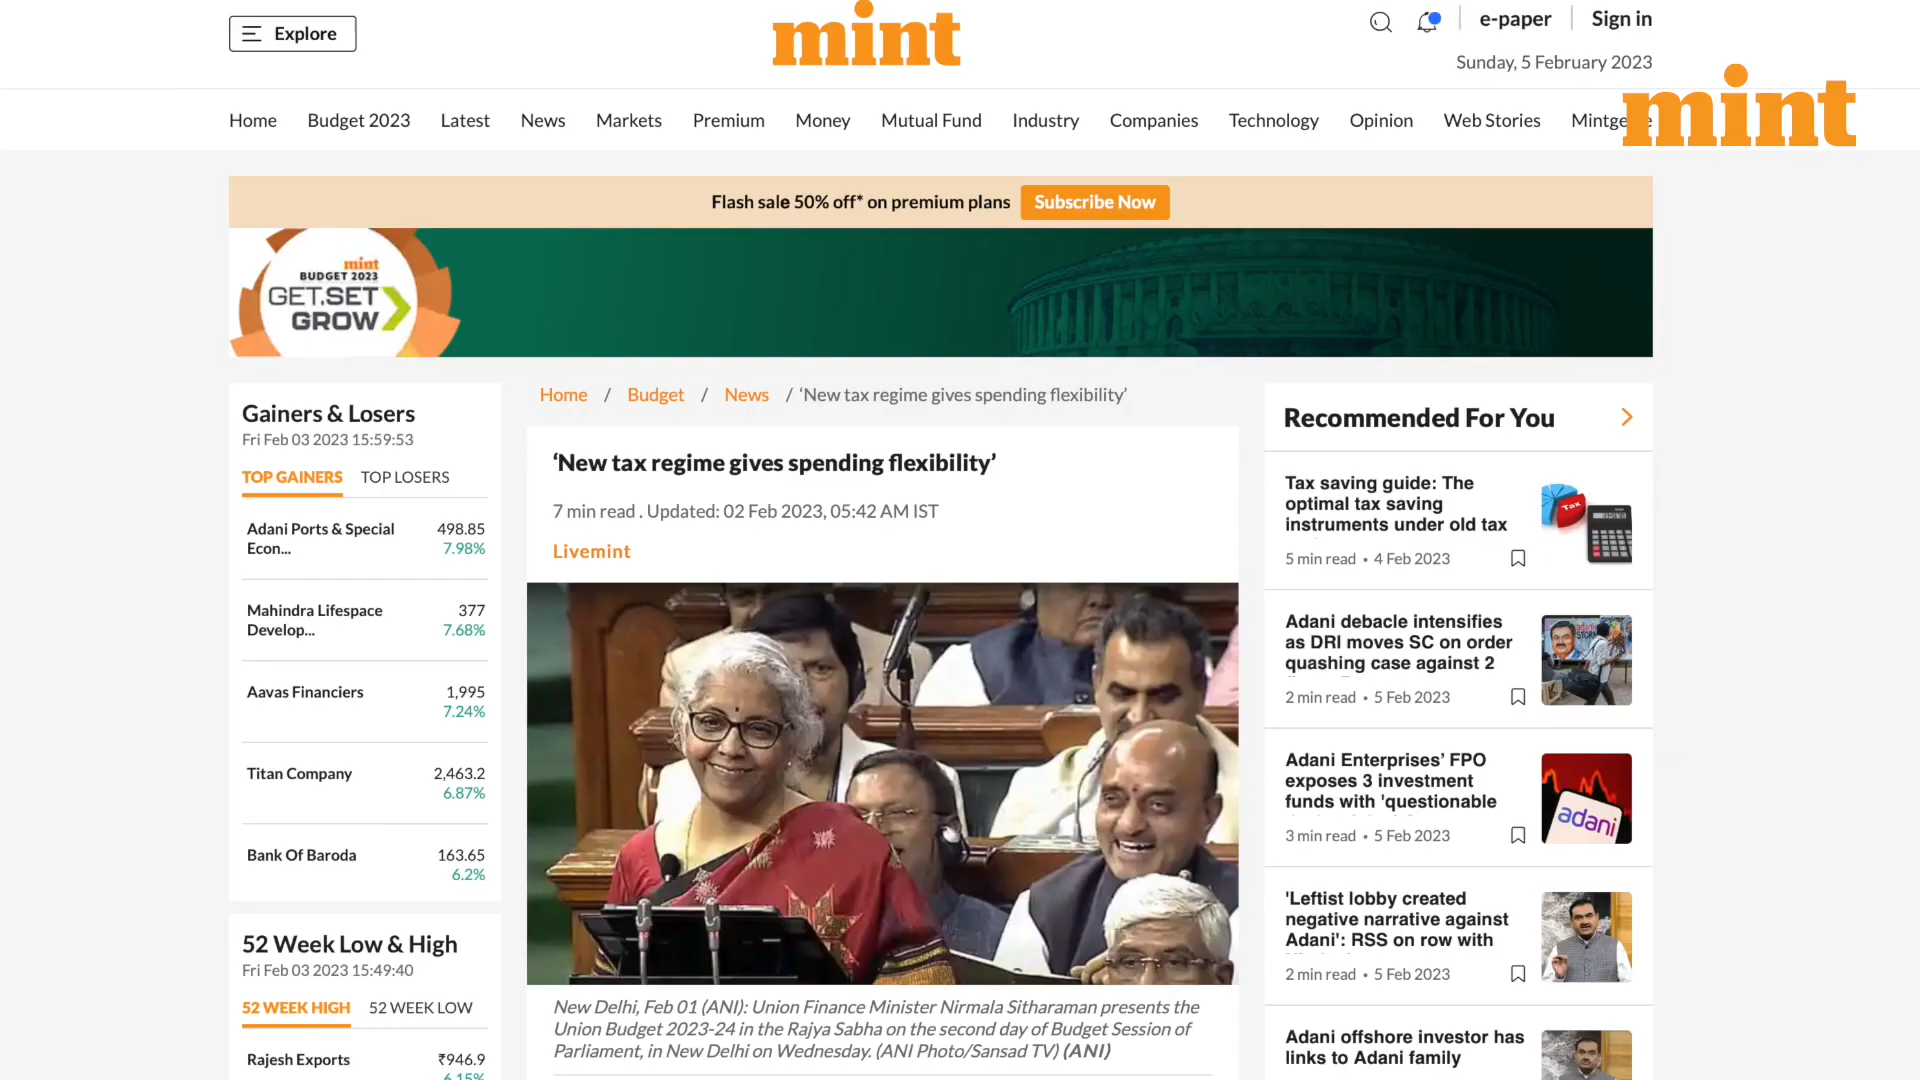 Explore
mint
e-paper
Sign in
Sunday, 5 February 2023
mint
Home
Budget 2023
Latest
News
Markets
Premium
Money
Mutual Fund
Industry
Companies
Technology
Opinion
Web Stories
Flash sale 50% off* on premium plans
Subscribe Now
mint
BUDGET 2023
GET.SET
GROW
Home / Budget / News / ‘New tax regime gives spending flexibility’
Gainers & Losers
Fri Feb 03 2023 15:59:53
TOP GAINERS
TOP LOSERS
Adani Ports & Special 498.85
Econ... 7.98%
Mahindra Lifespace 377
Develop... 7.68%
Aavas Financiers 1,995
7.24%
Titan Company 2,463.2
6.87%
Bank Of Baroda 163.65
6.2%
52 Week Low & High
Fri Feb 03 2023 15:49:40
52 WEEK HIGH
52 WEEK LOW
Rajesh Exports ₹946.9
6.15%
‘New tax regime gives spending flexibility’
7 min read . Updated: 02 Feb 2023, 05:42 AM IST
Livemint
New Delhi, Feb 01 (ANI): Union Finance Minister Nirmala Sitharaman presents the
Union Budget 2023-24 in the Rajya Sabha on the second day of Budget Session of
Parliament, in New Delhi on Wednesday. (ANI Photo/Sansad TV) (ANI)
Recommended For You
Tax saving guide: The
optimal tax saving
instruments under old tax
5 min read • 4 Feb 2023
Tax
Adani debacle intensifies
as DRI moves SC on order
quashing case against 2
2 min read • 5 Feb 2023
Adani Enterprises’ FPO
exposes 3 investment
funds with 'questionable
3 min read • 5 Feb 2023
adani
'Leftist lobby created
negative narrative against
Adani': RSS on row with
2 min read • 5 Feb 2023
Adani offshore investor has
links to Adani family